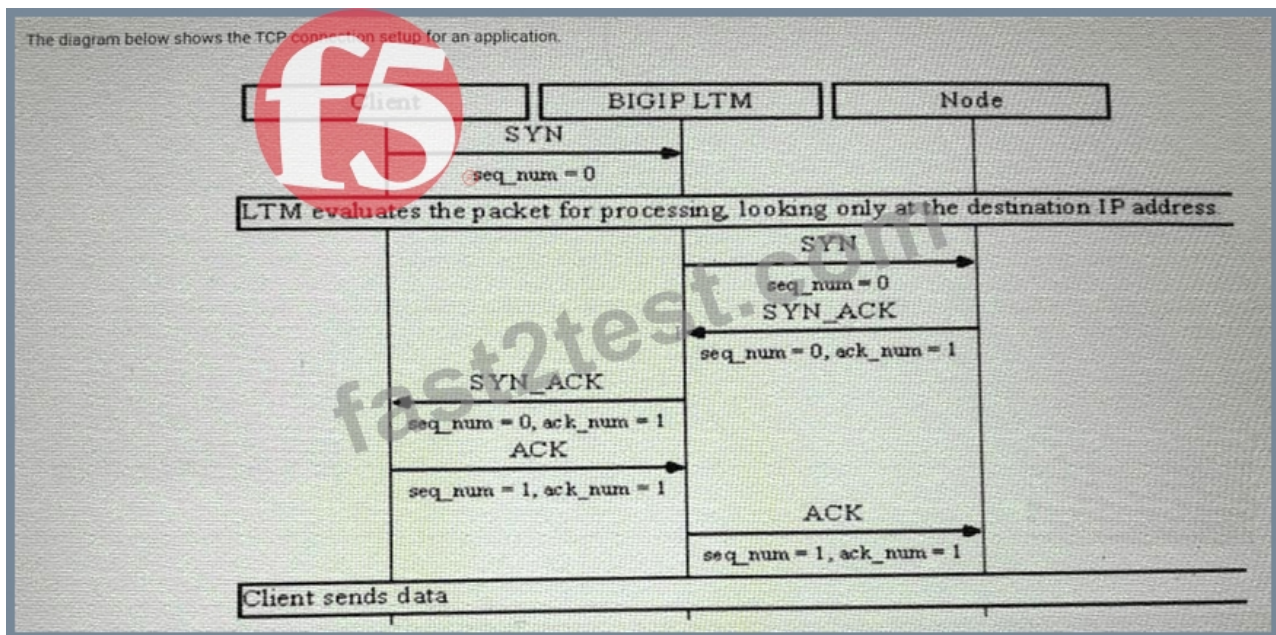 The diagram below shows the TCP connection setup for an application.
f5
Client
BIGIP LTM
Node
SYN
seq_num = 0
LTM evaluates the packet for processing, looking only at the destination IP address
SYN
seq_num = 0
SYN_ACK
seq_num = 0, ack_num = 1
SYN_ACK
seq_num = 0, ack_num = 1
ACK
seq_num = 1, ack_num = 1
ACK
seq_num = 1, ack_num = 1
Client sends data
fast2test.com